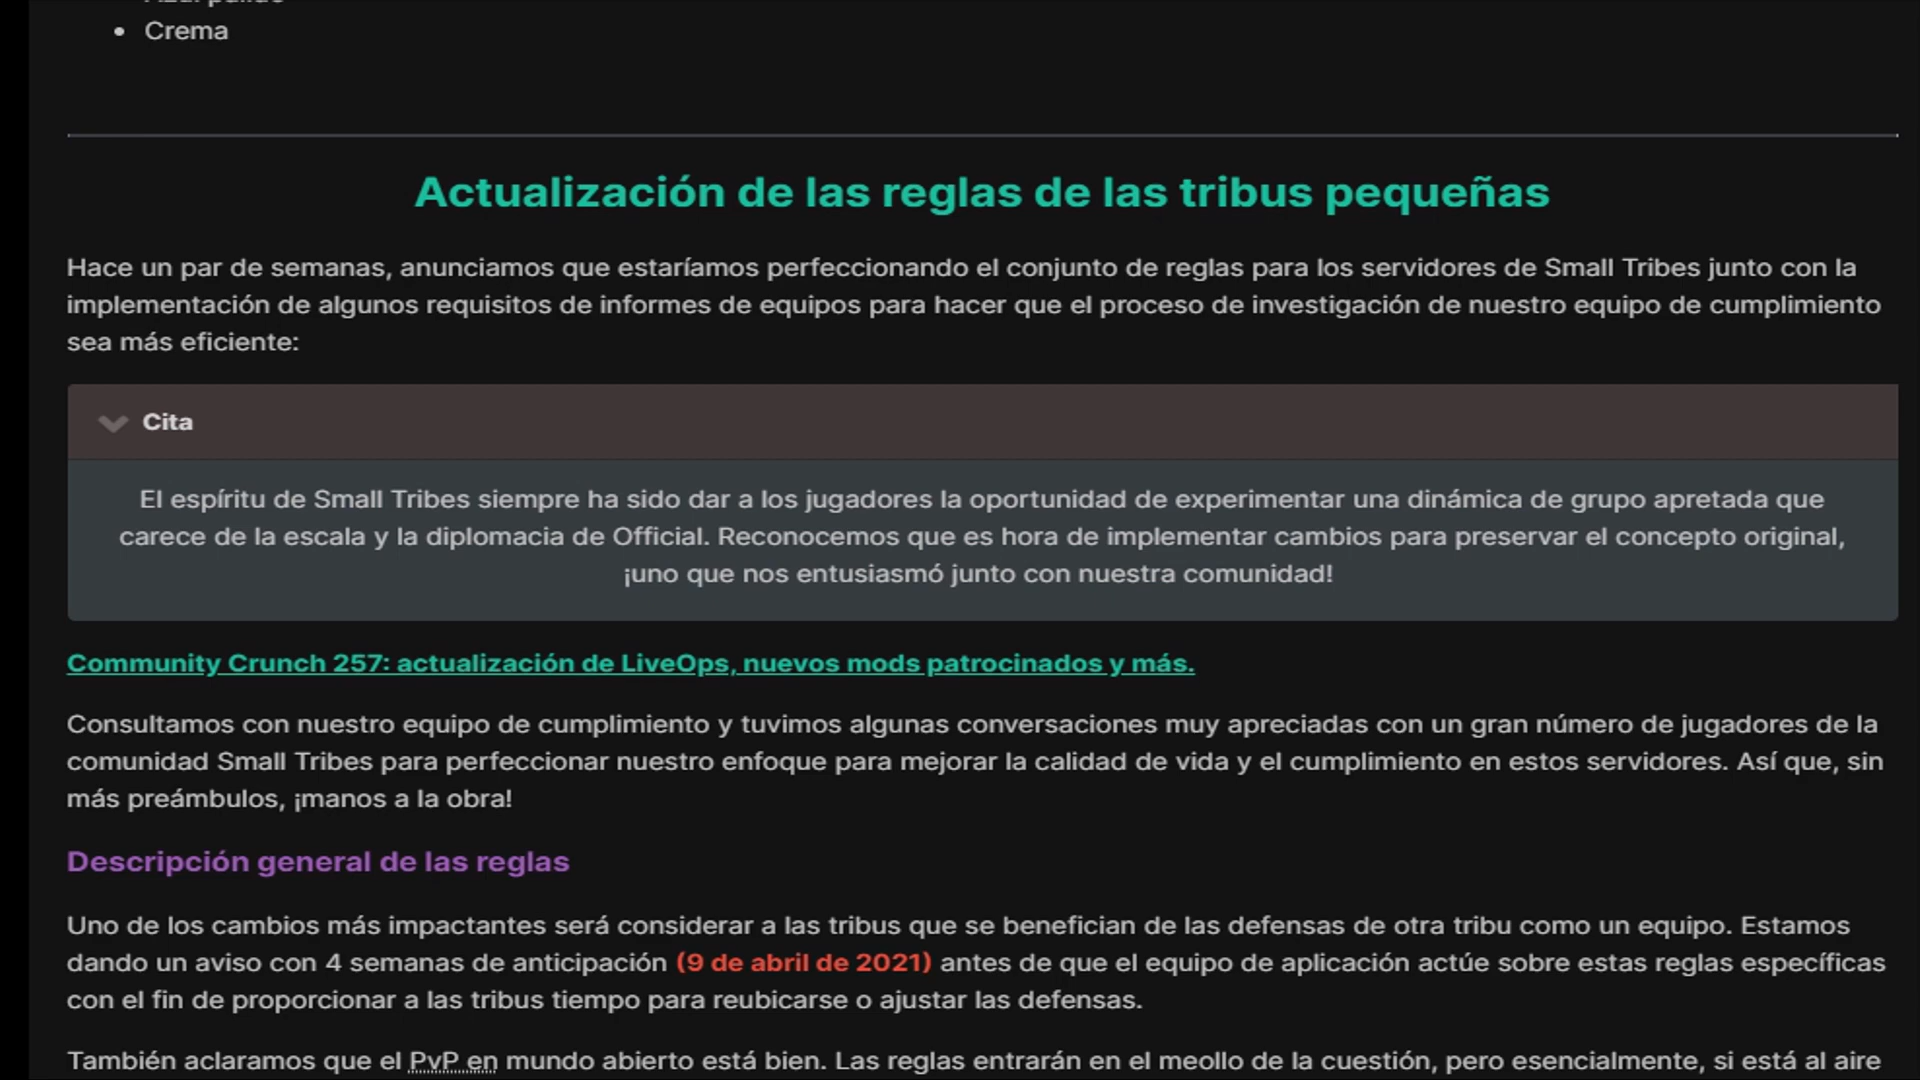 Crema
Actualización de las reglas de las tribus pequeñas
Hace un par de semanas, anunciamos que estaríamos perfeccionando el conjunto de reglas para los servidores de Small Tribes junto con la
implementación de algunos requisitos de informes de equipos para hacer que el proceso de investigación de nuestro equipo de cumplimiento
sea más eficiente:
Cita
El espíritu de Small Tribes siempre ha sido dar a los jugadores la oportunidad de experimentar una dinámica de grupo apretada que
carece de la escala y la diplomacia de Official. Reconocemos que es hora de implementar cambios para preservar el concepto original,
¡uno que nos entusiasmó junto con nuestra comunidad!
Community Crunch 257: actualización de LiveOps, nuevos mods patrocinados y más.
Consultamos con nuestro equipo de cumplimiento y tuvimos algunas conversaciones muy apreciadas con un gran número de jugadores de la
comunidad Small Tribes para perfeccionar nuestro enfoque para mejorar la calidad de vida y el cumplimiento en estos servidores. Así que, sin
más preámbulos, ¡manos a la obra!
Descripción general de las reglas
Uno de los cambios más impactantes será considerar a las tribus que se benefician de las defensas de otra tribu como un equipo. Estamos
dando un aviso con 4 semanas de anticipación (9 de abril de 2021) antes de que el equipo de aplicación actúe sobre estas reglas específicas
con el fin de proporcionar a las tribus tiempo para reubicarse o ajustar las defensas.
También aclaramos que el PvP en mundo abierto está bien. Las reglas entrarán en el meollo de la cuestión, pero esencialmente, si está al aire